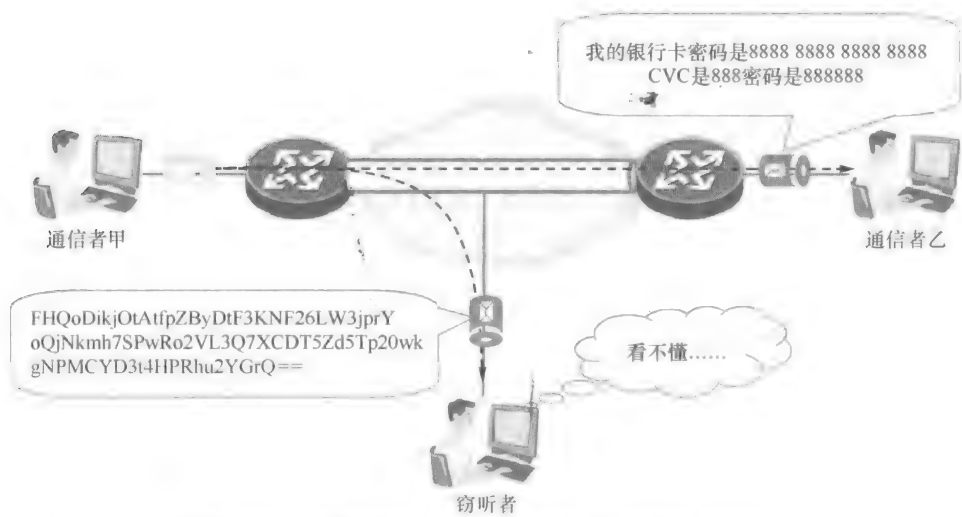 我的银行卡密码是8888 8888 8888 8888
CVC是888密码是888888
通信者甲
通信者乙
FHQoDikjOtAtfpZByDtF3KNF26LW3jprY
oQjNkmh7SPwRo2VL3Q7XCDT5Zd5Tp20wk
gNPMCYD3t4HPRhu2YGrQ==
看不懂……
窃听者